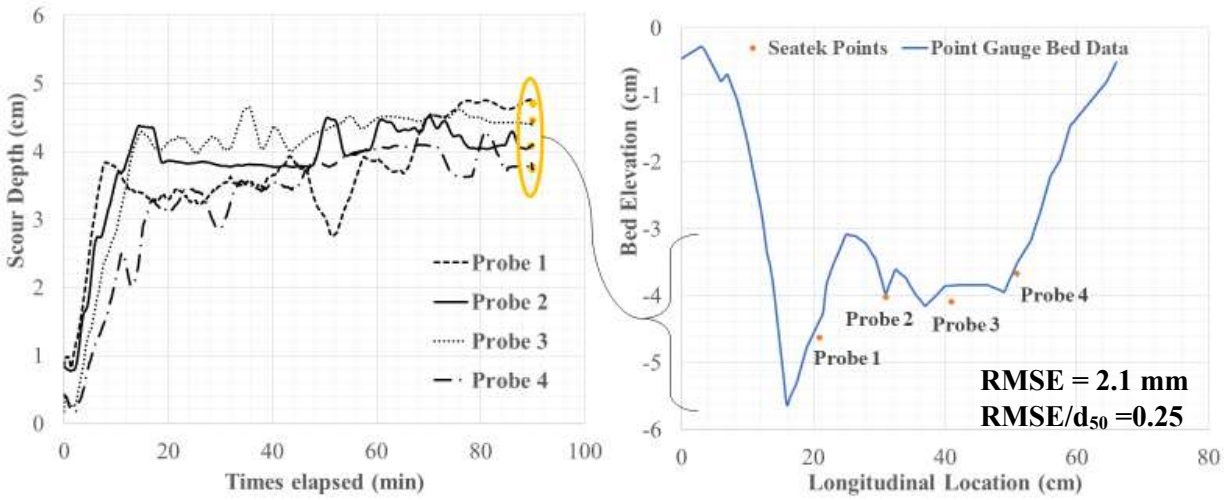 6
5
4
3
2
1
0
Scour Depth (cm)
Probe 1
Probe 2
Probe 3
Probe 4
0 20 40 60 80 100
Times elapsed (min)
0
-1
-2
-3
-4
-5
-6
Bed Elevation (cm)
Seatek Points Point Gauge Bed Data
Probe 4
Probe 2 Probe 3
Probe 1
RMSE = 2.1 mm
RMSE/d₅₀ =0.25
0 20 40 60 80
Longitudinal Location (cm)